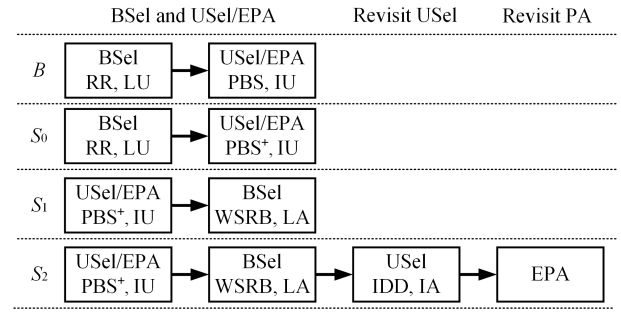 BSel and USel/EPA Revisit USel Revisit PA
B
BSel
RR, LU
USel/EPA
PBS, IU
S₀
BSel
RR, LU
USel/EPA
PBS⁺, IU
S₁
USel/EPA
PBS⁺, IU
BSel
WSRB, LA
S₂
USel/EPA
PBS⁺, IU
BSel
WSRB, LA
USel
IDD, IA
EPA